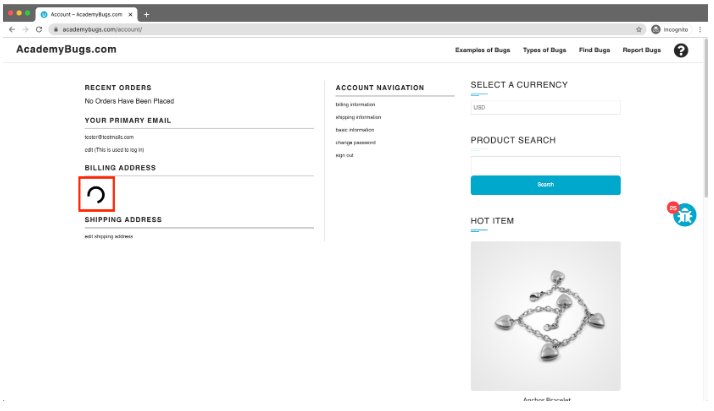 Account – AcademyBugs.com
academybugs.com/account/
Incognito
AcademyBugs.com
Examples of Bugs
Types of Bugs
Find Bugs
Report Bugs
?
RECENT ORDERS
No Orders Have Been Placed
YOUR PRIMARY EMAIL
tester@testmails.com
edit (This is used to log in)
BILLING ADDRESS
SHIPPING ADDRESS
edit shipping address
ACCOUNT NAVIGATION
billing information
shipping information
basic information
change password
sign out
SELECT A CURRENCY
USD
PRODUCT SEARCH
Search
25
HOT ITEM
Anchor Bracelet